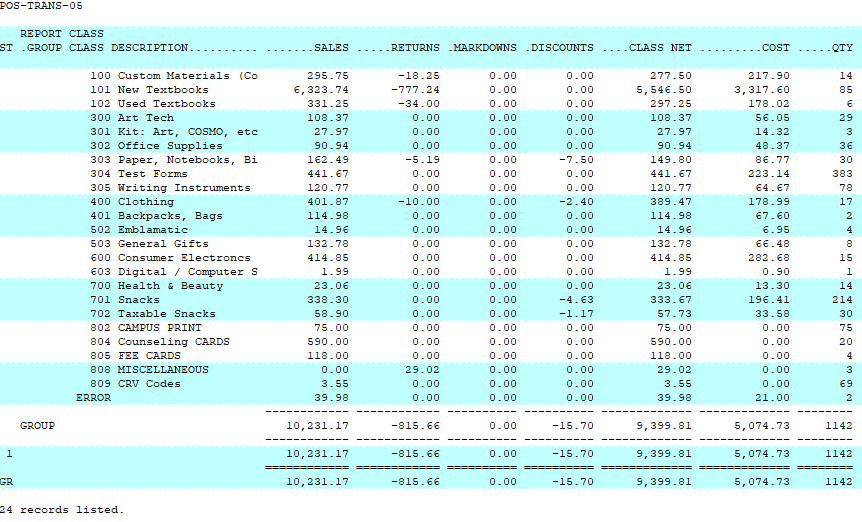 POS-TRANS-05
REPORT CLASS
ST .GROUP CLASS DESCRIPTION.......... .......SALES .....RETURNS .MARKDOWNS .DISCOUNTS ....CLASS NET .........COST .....QTY
100 Custom Materials (Co 295.75 -18.25 0.00 0.00 277.50 217.90 14
101 New Textbooks 6,323.74 -777.24 0.00 0.00 5,546.50 3,317.60 85
102 Used Textbooks 331.25 -34.00 0.00 0.00 297.25 178.02 6
300 Art Tech 108.37 0.00 0.00 0.00 108.37 56.05 29
301 Kit: Art, COSMO, etc 27.97 0.00 0.00 0.00 27.97 14.32 3
302 Office Supplies 90.94 0.00 0.00 0.00 90.94 48.37 36
303 Paper, Notebooks, Bi 162.49 -5.19 0.00 -7.50 149.80 86.77 30
304 Test Forms 441.67 0.00 0.00 0.00 441.67 223.14 383
305 Writing Instruments 120.77 0.00 0.00 0.00 120.77 64.67 78
400 Clothing 401.87 -10.00 0.00 -2.40 389.47 178.99 17
401 Backpacks, Bags 114.98 0.00 0.00 0.00 114.98 67.60 2
502 Emblamatic 14.96 0.00 0.00 0.00 14.96 6.95 4
503 General Gifts 132.78 0.00 0.00 0.00 132.78 66.48 8
600 Consumer Electroncs 414.85 0.00 0.00 0.00 414.85 282.68 15
603 Digital / Computer S 1.99 0.00 0.00 0.00 1.99 0.90 1
700 Health & Beauty 23.06 0.00 0.00 0.00 23.06 13.30 14
701 Snacks 338.30 0.00 0.00 -4.63 333.67 196.41 214
702 Taxable Snacks 58.90 0.00 0.00 -1.17 57.73 33.58 30
802 CAMPUS PRINT 75.00 0.00 0.00 0.00 75.00 0.00 75
804 Counseling CARDS 590.00 0.00 0.00 0.00 590.00 0.00 20
805 FEE CARDS 118.00 0.00 0.00 0.00 118.00 0.00 4
808 MISCELLANEOUS 0.00 29.02 0.00 0.00 29.02 0.00 3
809 CRV Codes 3.55 0.00 0.00 0.00 3.55 0.00 69
ERROR 39.98 0.00 0.00 0.00 39.98 21.00 2
GROUP 10,231.17 -815.66 0.00 -15.70 9,399.81 5,074.73 1142
1 10,231.17 -815.66 0.00 -15.70 9,399.81 5,074.73 1142
GR 10,231.17 -815.66 0.00 -15.70 9,399.81 5,074.73 1142
24 records listed.